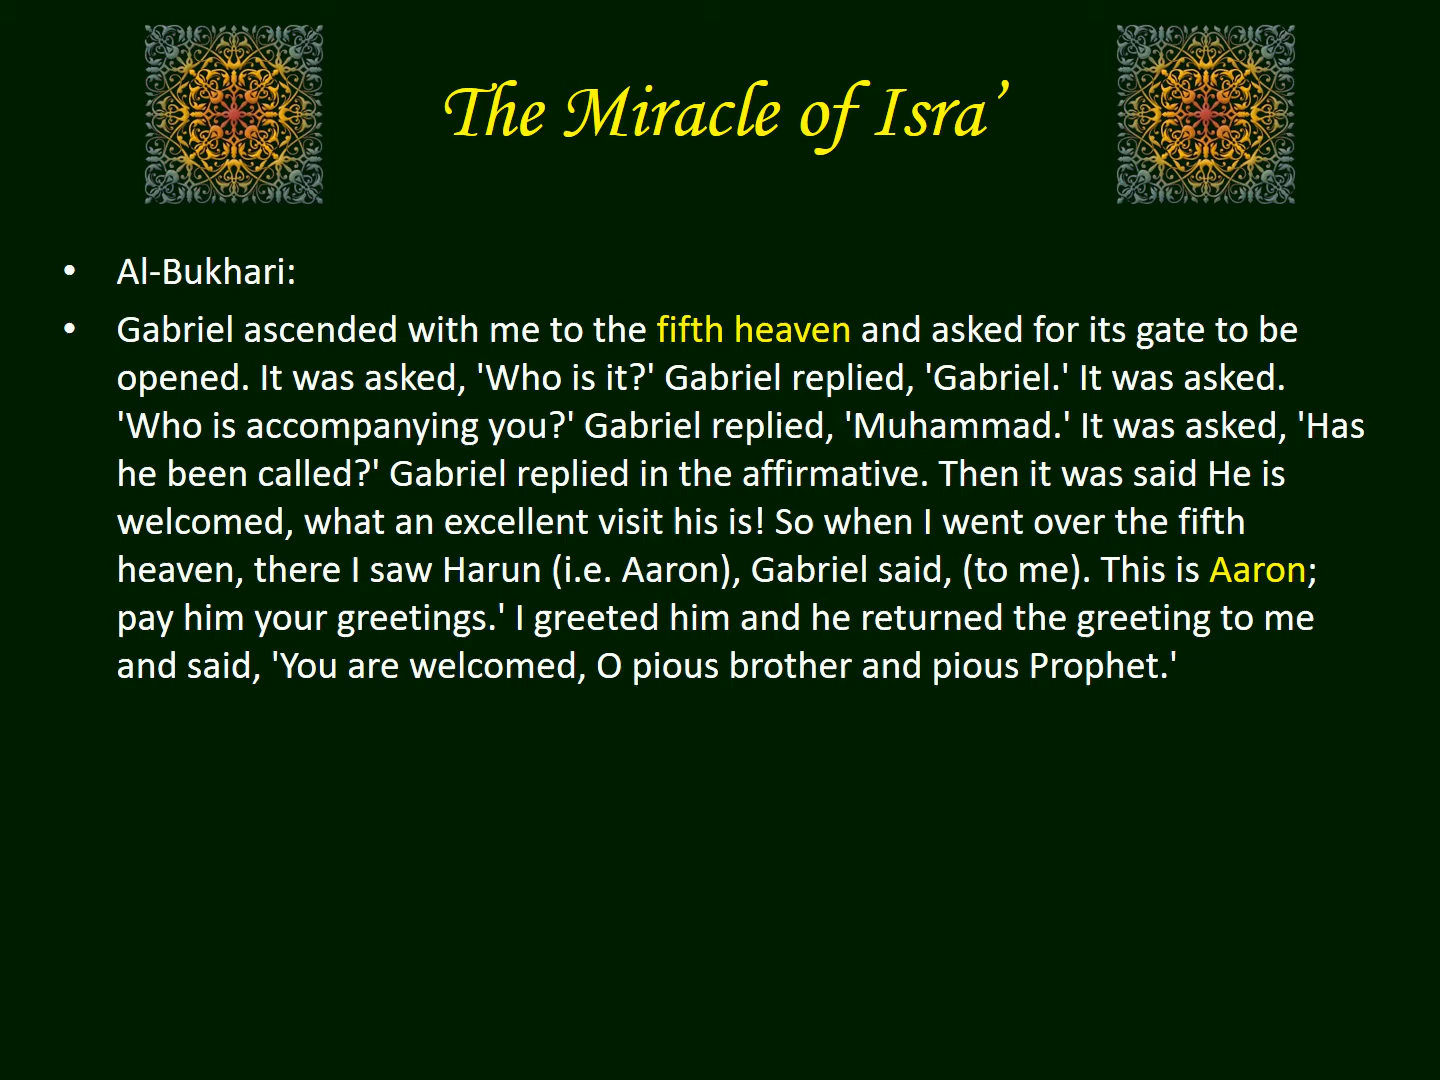 The Miracle of Isra’
• Al-Bukhari:
• Gabriel ascended with me to the fifth heaven and asked for its gate to be
opened. It was asked, 'Who is it?' Gabriel replied, 'Gabriel.' It was asked.
'Who is accompanying you?' Gabriel replied, 'Muhammad.' It was asked, 'Has
he been called?' Gabriel replied in the affirmative. Then it was said He is
welcomed, what an excellent visit his is! So when I went over the fifth
heaven, there I saw Harun (i.e. Aaron), Gabriel said, (to me). This is Aaron;
pay him your greetings.' I greeted him and he returned the greeting to me
and said, 'You are welcomed, O pious brother and pious Prophet.'